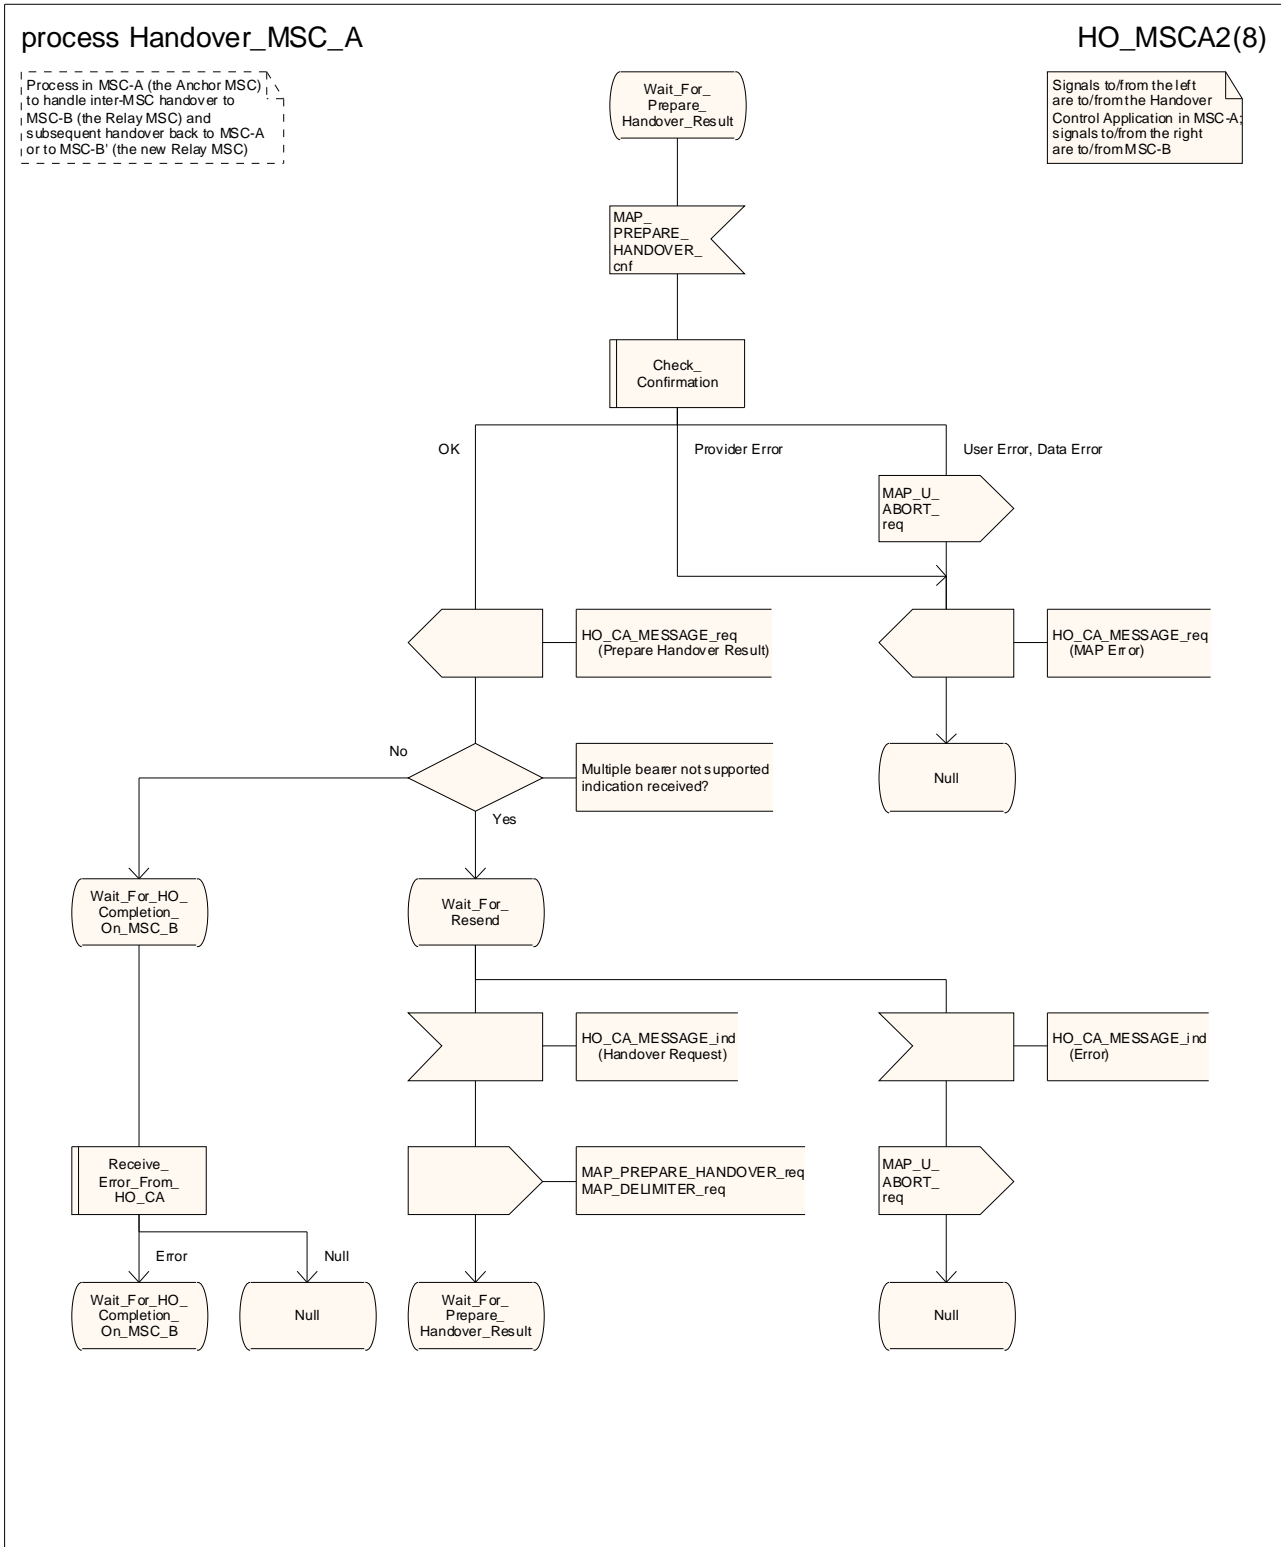 process Handover_MSC_A
HO_MSCA2(8)
Process in MSC-A (the Anchor MSC)
to handle inter-MSC handover to
MSC-B (the Relay MSC) and
subsequent handover back to MSC-A
or to MSC-B' (the new Relay MSC)
Wait_For_
Prepare_
Handover_Result
Signals to/from the left
are to/from the Handover
Control Application in MSC-A;
signals to/from the right
are to/from MSC-B
MAP_
PREPARE_
HANDOVER_
cnf
Check_
Confirmation
OK
Provider Error
User Error, Data Error
MAP_U_
ABORT_
req
HO_CA_MESSAGE_req
(Prepare Handover Result)
HO_CA_MESSAGE_req
(MAP Error)
No
Multiple bearer not supported
indication received?
Null
Yes
Wait_For_HO_
Completion_
On_MSC_B
Wait_For_
Resend
HO_CA_MESSAGE_ind
(Handover Request)
HO_CA_MESSAGE_ind
(Error)
Receive_
Error_From_
HO_CA
MAP_PREPARE_HANDOVER_req
MAP_DELIMITER_req
MAP_U_
ABORT_
req
Error
Null
Wait_For_HO_
Completion_
On_MSC_B
Null
Wait_For_
Prepare_
Handover_Result
Null